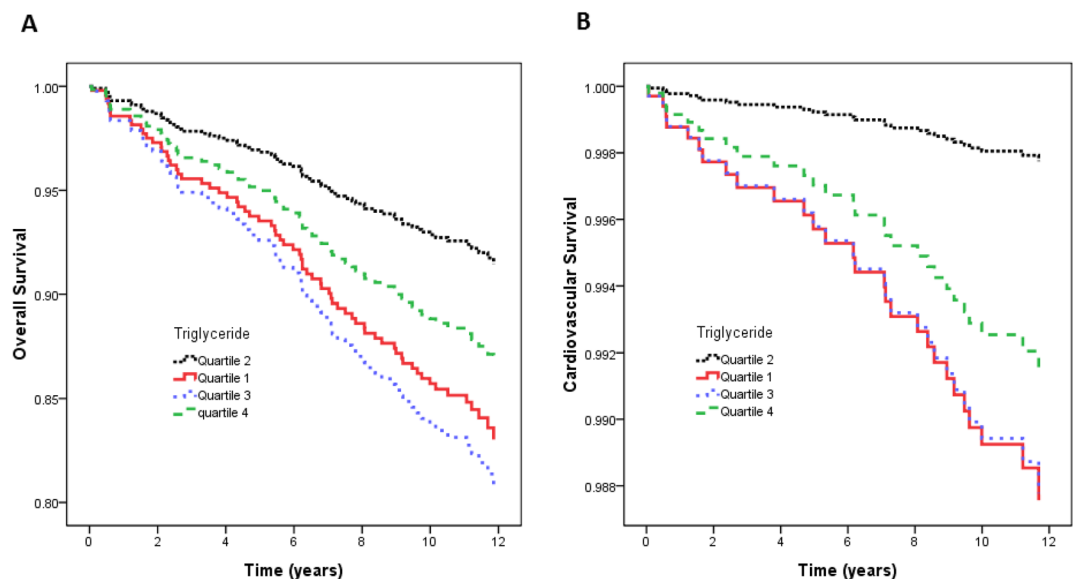 A
Overall Survival
1.00
0.95
0.90
0.85
0.80
Triglyceride
Quartile 2
Quartile 1
Quartile 3
quartile 4
0 2 4 6 8 10 12
Time (years)
B
Cardiovascular Survival
1.000
0.998
0.996
0.994
0.992
0.990
0.988
Triglyceride
Quartile 2
Quartile 1
Quartile 3
Quartile 4
0 2 4 6 8 10 12
Time (years)